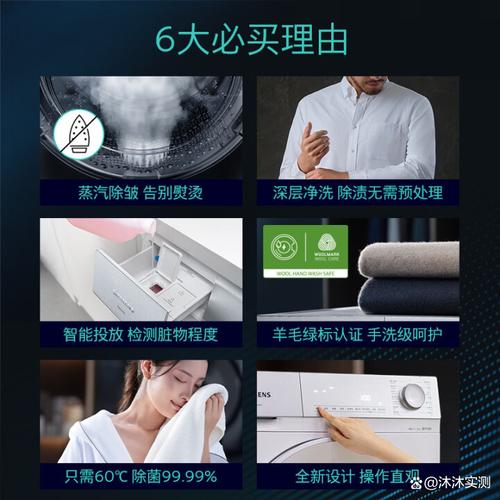 6大必买理由
蒸汽除皱 告别熨烫
深层净洗 除渍无需预处理
WOOLMARK
WOOL CARE
WOOL HAND WASH SAFE
智能投放 检测脏物程度
羊毛绿标认证 手洗级呵护
ENS
只需60℃ 除菌99.99%
全新设计 操作直观
@沐沐实测